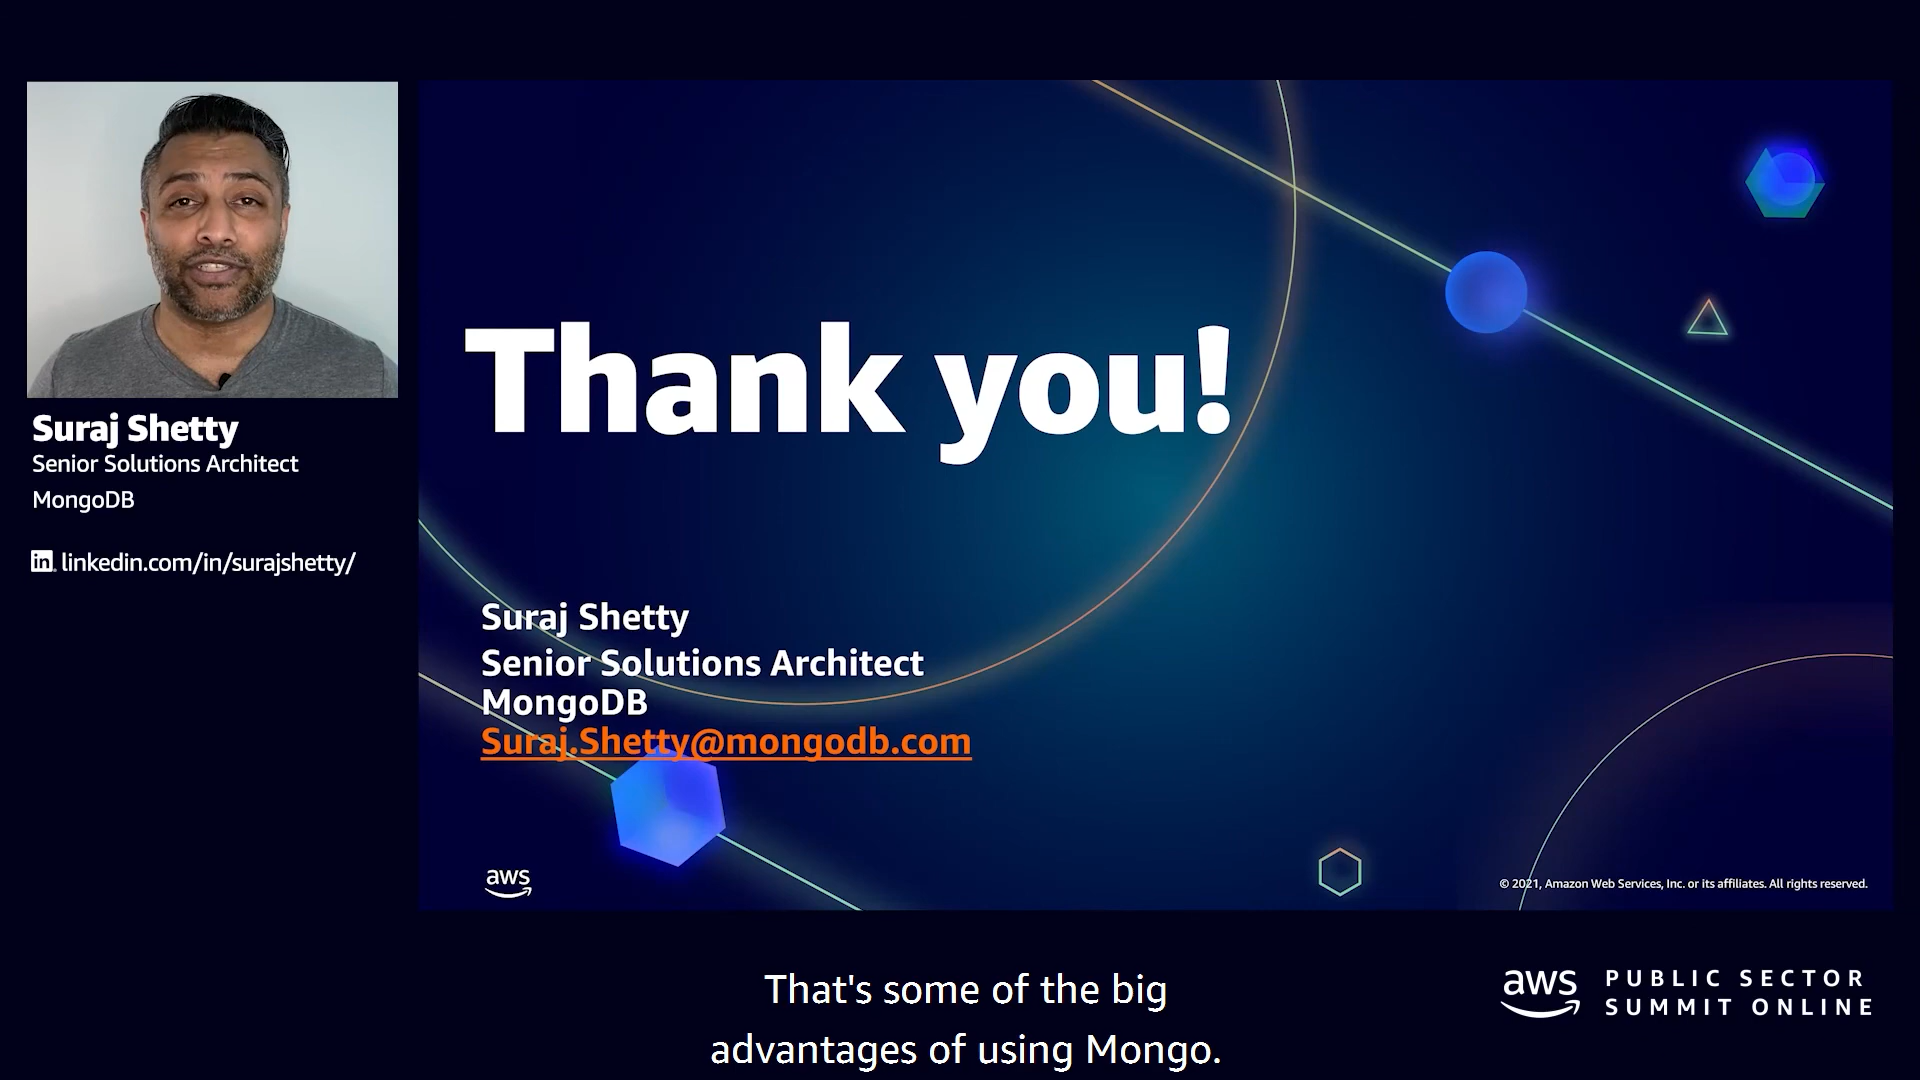 Suraj Shetty
Senior Solutions Architect
MongoDB
in linkedin.com/in/surajshetty/
Thank you!
Suraj Shetty
Senior Solutions Architect
MongoDB
Suraj.Shetty@mongodb.com
aws
© 2021, Amazon Web Services, Inc. or its affiliates. All rights reserved.
That's some of the big
advantages of using Mongo.
aws
PUBLIC SECTOR
SUMMIT ONLINE